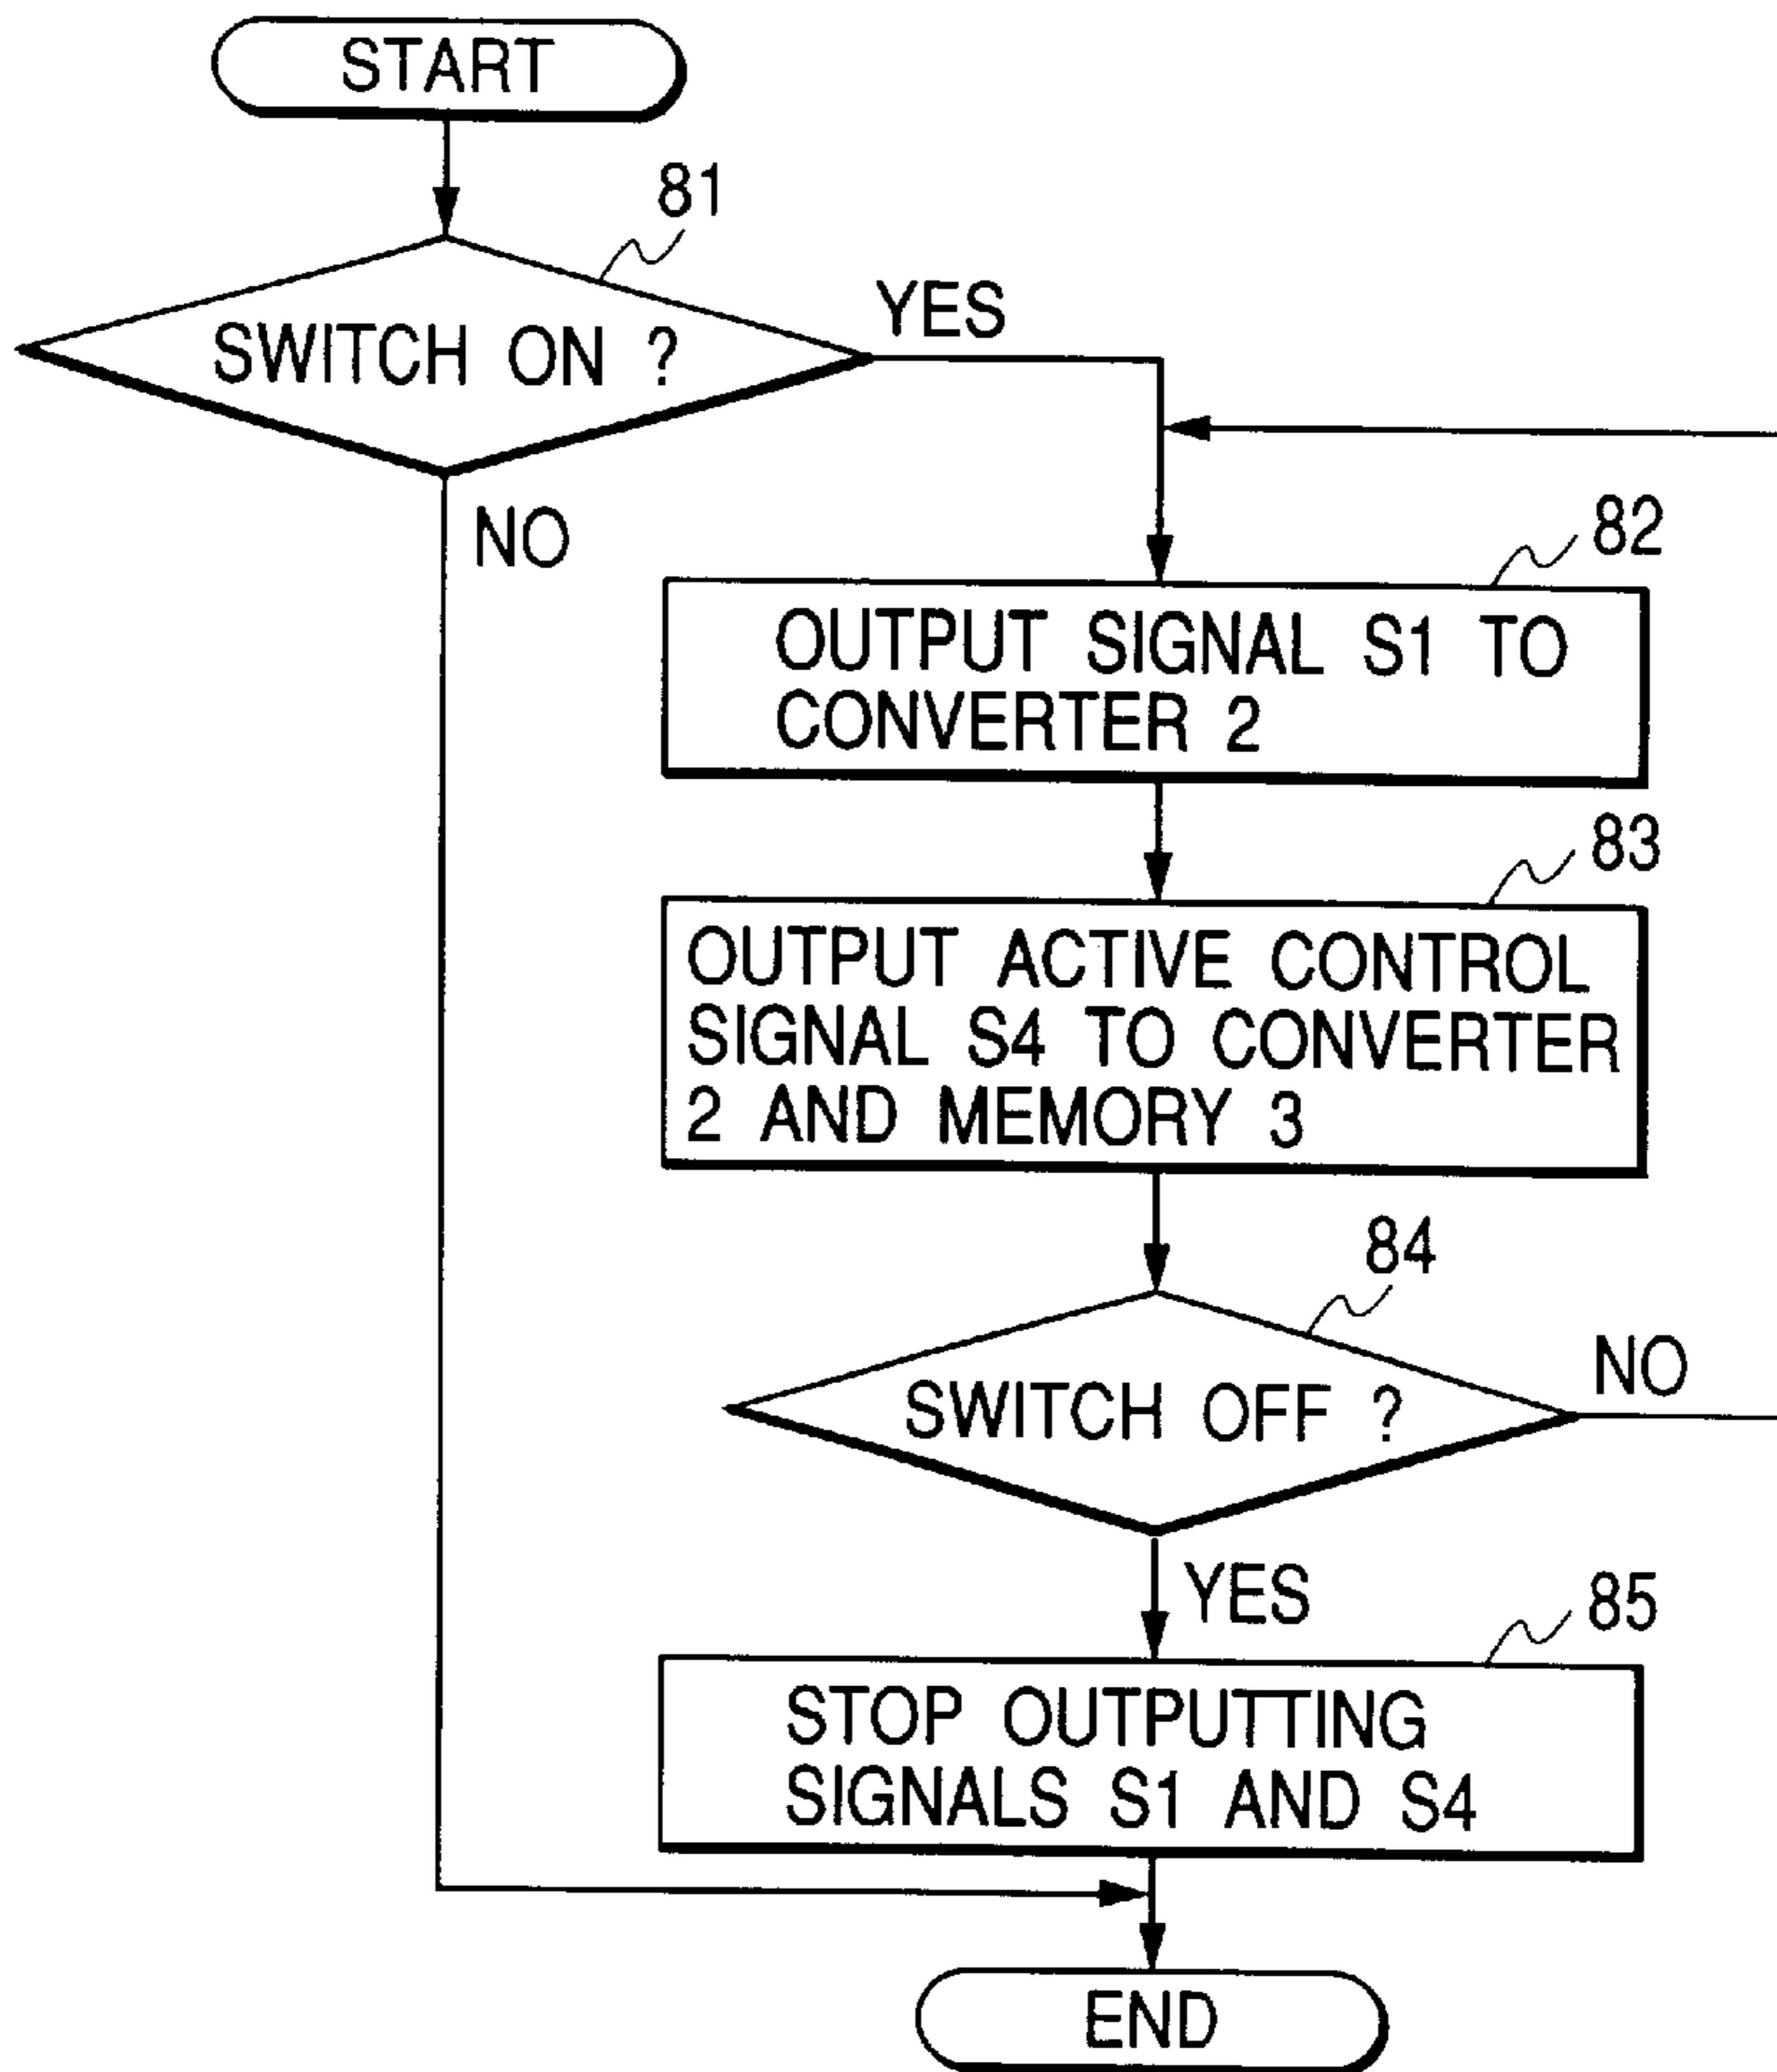 START
81
SWITCH ON ?
YES
NO
82
OUTPUT SIGNAL S1 TO
CONVERTER 2
83
OUTPUT ACTIVE CONTROL
SIGNAL S4 TO CONVERTER
2 AND MEMORY 3
84
SWITCH OFF ?
NO
YES
85
STOP OUTPUTTING
SIGNALS S1 AND S4
END